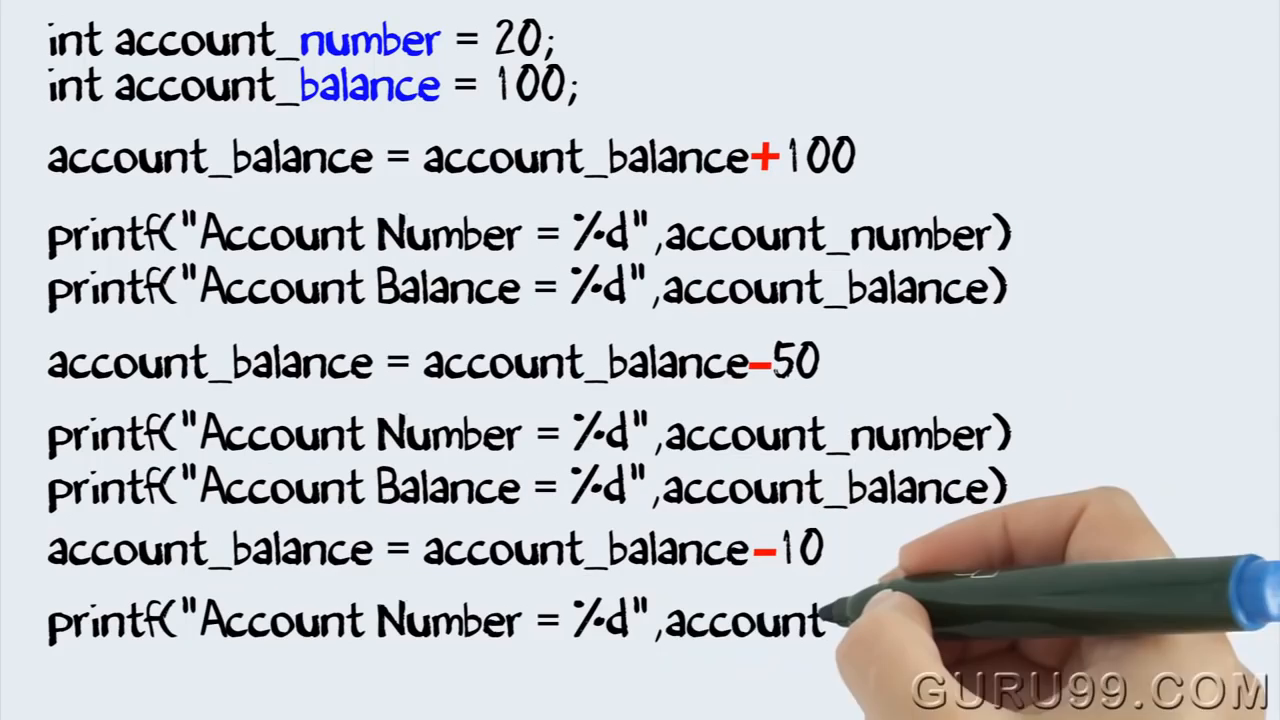 int account_number = 20;
int account_balance = 100;
account_balance = account_balance+100
printf("Account Number = %d",account_number)
printf("Account Balance = %d",account_balance)
account_balance = account_balance-50
printf("Account Number = %d",account_number)
printf("Account Balance = %d",account_balance)
account_balance = account_balance-10
printf("Account Number = %d",account
GURU99.COM